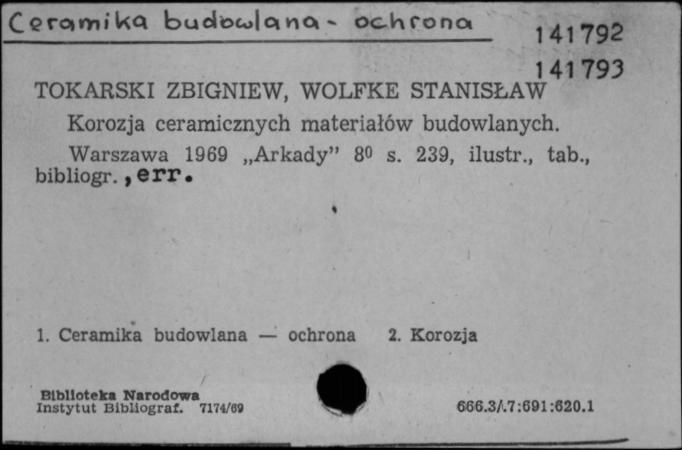 Ceramika budowlana - ochrona
141792
141793
TOKARSKI ZBIGNIEW, WOLFKE STANISŁAW
Korozja ceramicznych materiałów budowlanych.
Warszawa 1969 „Arkady” 8⁰ s. 239, ilustr., tab.,
bibliogr. , err.
1. Ceramika budowlana — ochrona 2. Korozja
Biblioteka Narodowa
Instytut Bibliograf. 7174/69
666.3/.7:691:620.1